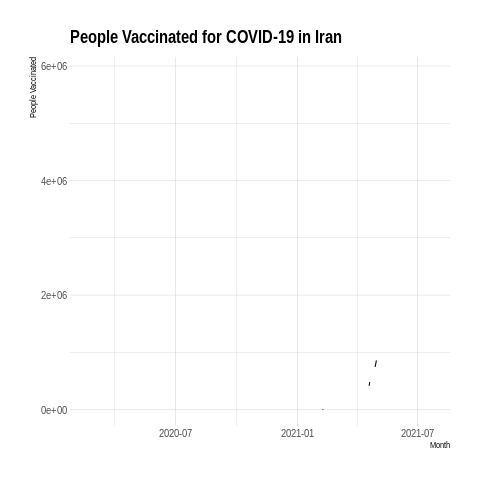 People Vaccinated for COVID-19 in Iran
People Vaccinated
6e+06
4e+06
2e+06
0e+00
2020-07
2021-01
2021-07
Month